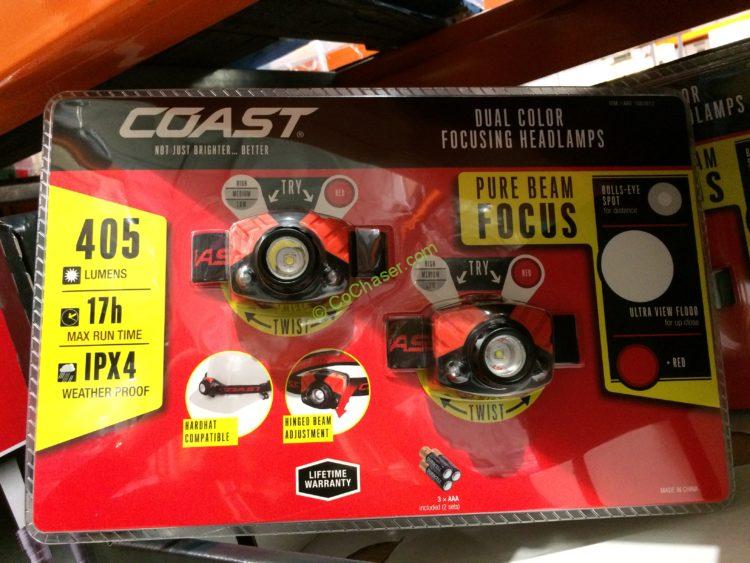 COAST®
NOT JUST BRIGHTER... BETTER
DUAL COLOR
FOCUSING HEADLAMPS
COLOR
HEADLAMPS
405
LUMENS
17h
MAX RUN TIME
IPX4
WEATHER PROOF
HIGH
MEDIUM
LOW
TRY
RED
TWIST
HIGH
MEDIUM
LOW
TRY
RED
TWIST
PURE BEAM
FOCUS
BULLS-EYE
SPOT
for distance
ULTRA VIEW FLOOD
for up close
+ RED
© CoChaser.com
COAST
HARDHAT
COMPATIBLE
HINGED BEAM
ADJUSTMENT
LIFETIME
WARRANTY
3 x AAA
included (2 sets)
MADE IN CHINA